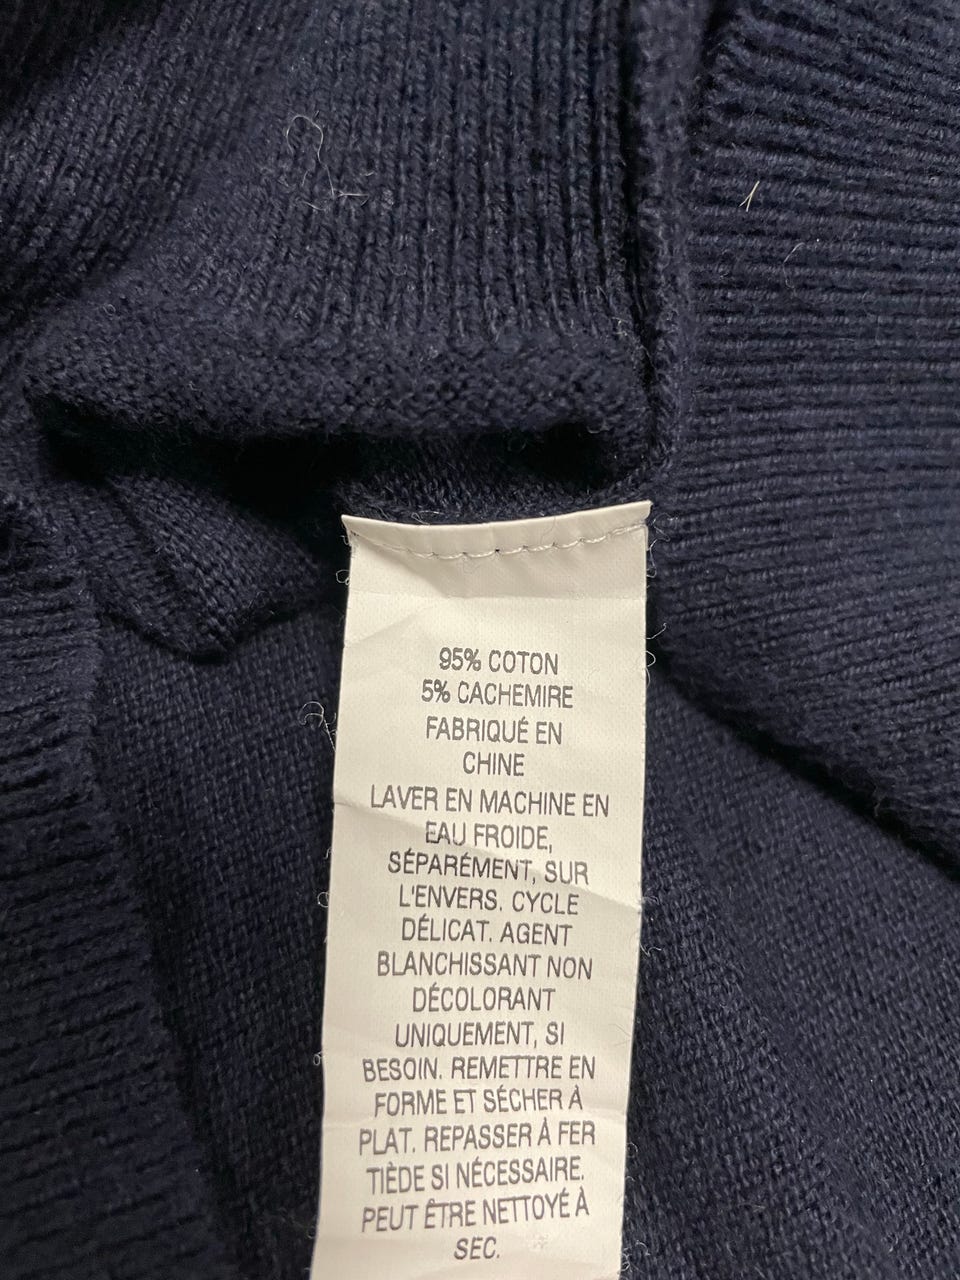 95% COTON
5% CACHEMIRE
FABRIQUÉ EN
CHINE
LAVER EN MACHINE EN
EAU FROIDE,
SÉPARÉMENT, SUR
L'ENVERS. CYCLE
DÉLICAT. AGENT
BLANCHISSANT NON
DÉCOLORANT
UNIQUEMENT, SI
BESOIN. REMETTRE EN
FORME ET SÉCHER À
PLAT. REPASSER À FER
TIÈDE SI NÉCESSAIRE.
PEUT ÊTRE NETTOYÉ À
SEC.